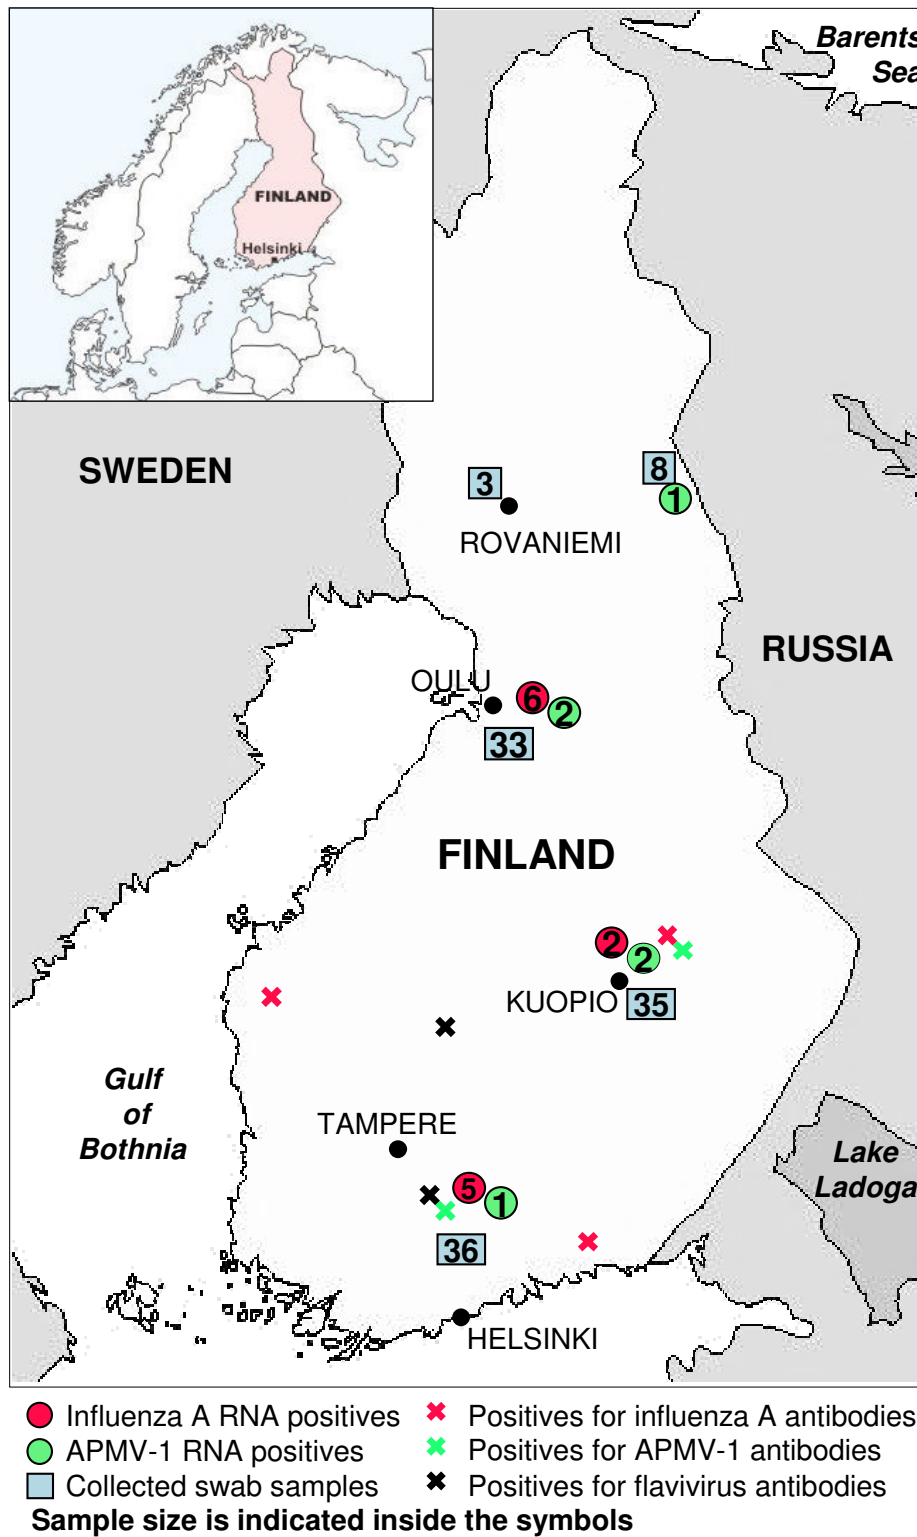 Barents
Sea
FINLAND
Helsinki
SWEDEN
3
8
1
ROVANIEMI
RUSSIA
OULU
6
2
33
FINLAND
2
2
KUOPIO
35
Gulf
of
Bothnia
TAMPERE
Lake
Ladoga
5
1
36
HELSINKI
Influenza A RNA positives
Positives for influenza A antibodies
APMV-1 RNA positives
Positives for APMV-1 antibodies
Collected swab samples
Positives for flavivirus antibodies
Sample size is indicated inside the symbols